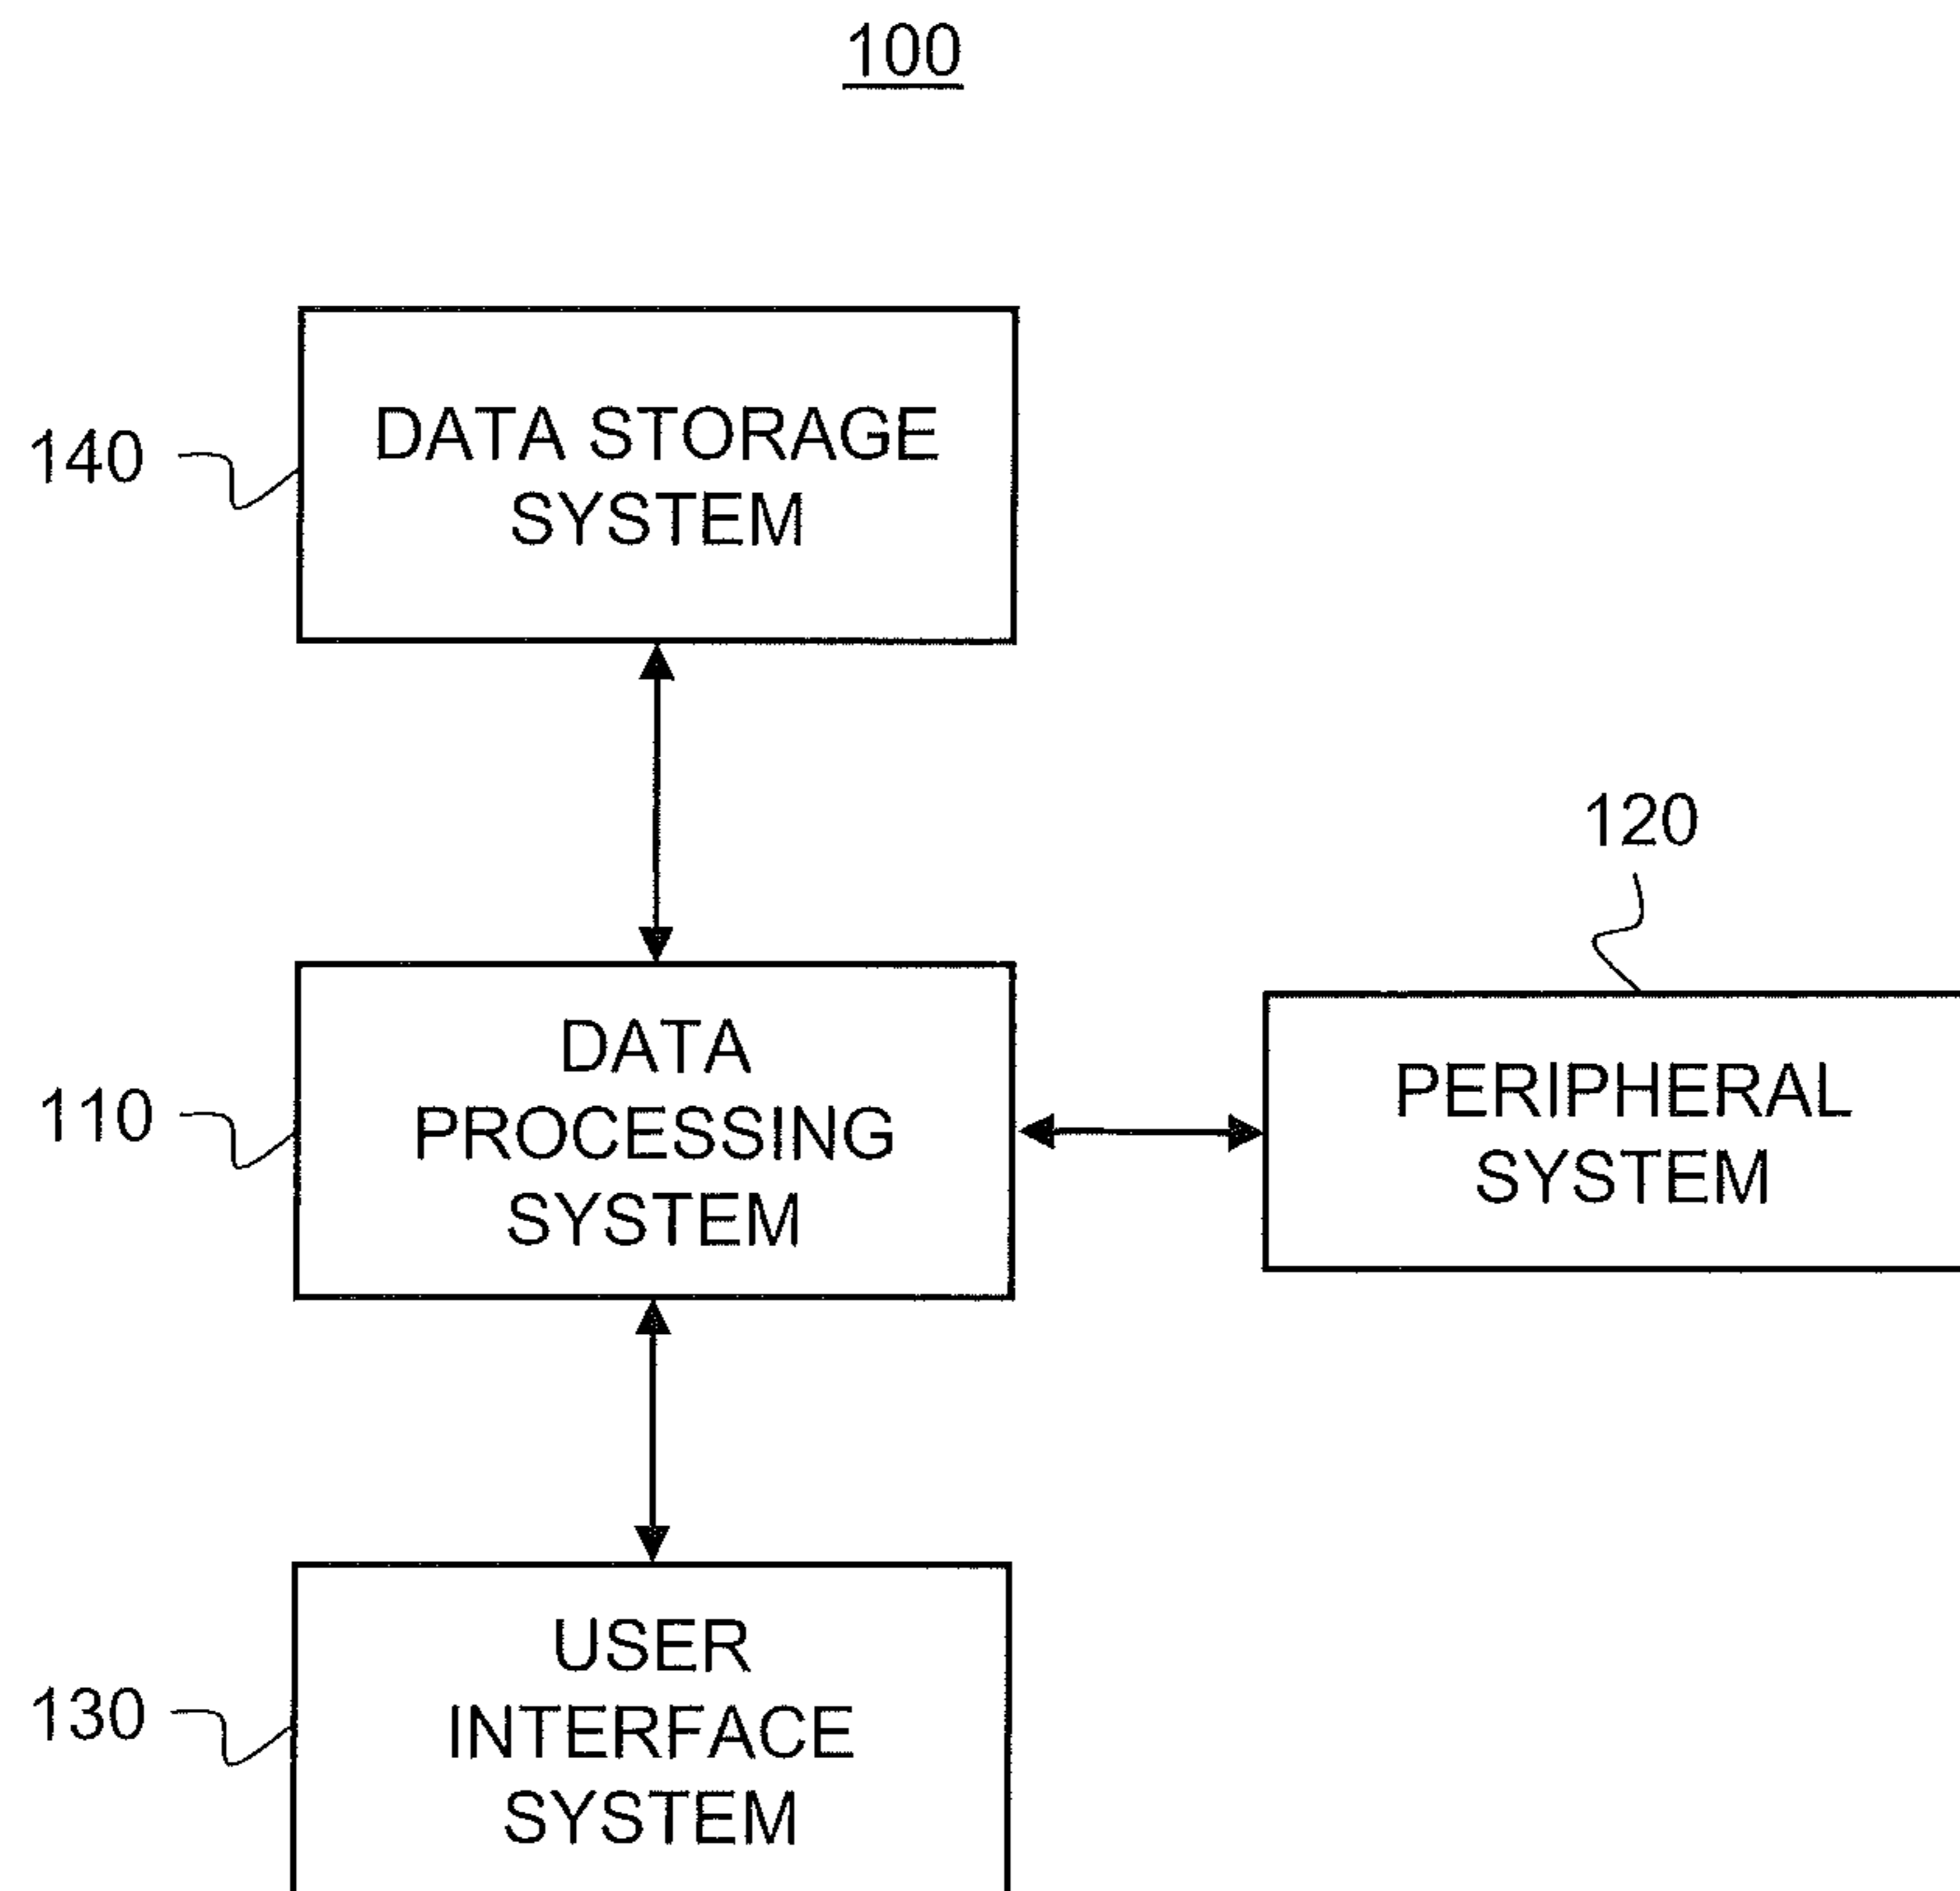 100
140
DATA STORAGE
SYSTEM
120
110
DATA
PROCESSING
SYSTEM
PERIPHERAL
SYSTEM
130
USER
INTERFACE
SYSTEM